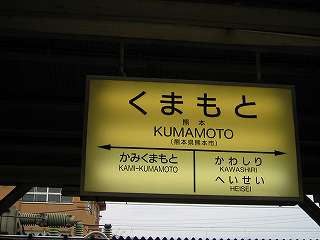 くまもと
熊本
KUMAMOTO
(熊本県熊本市)
かみくまもと
KAMI-KUMAMOTO
かわしり
KAWASHIRI
へいせい
HEISEI